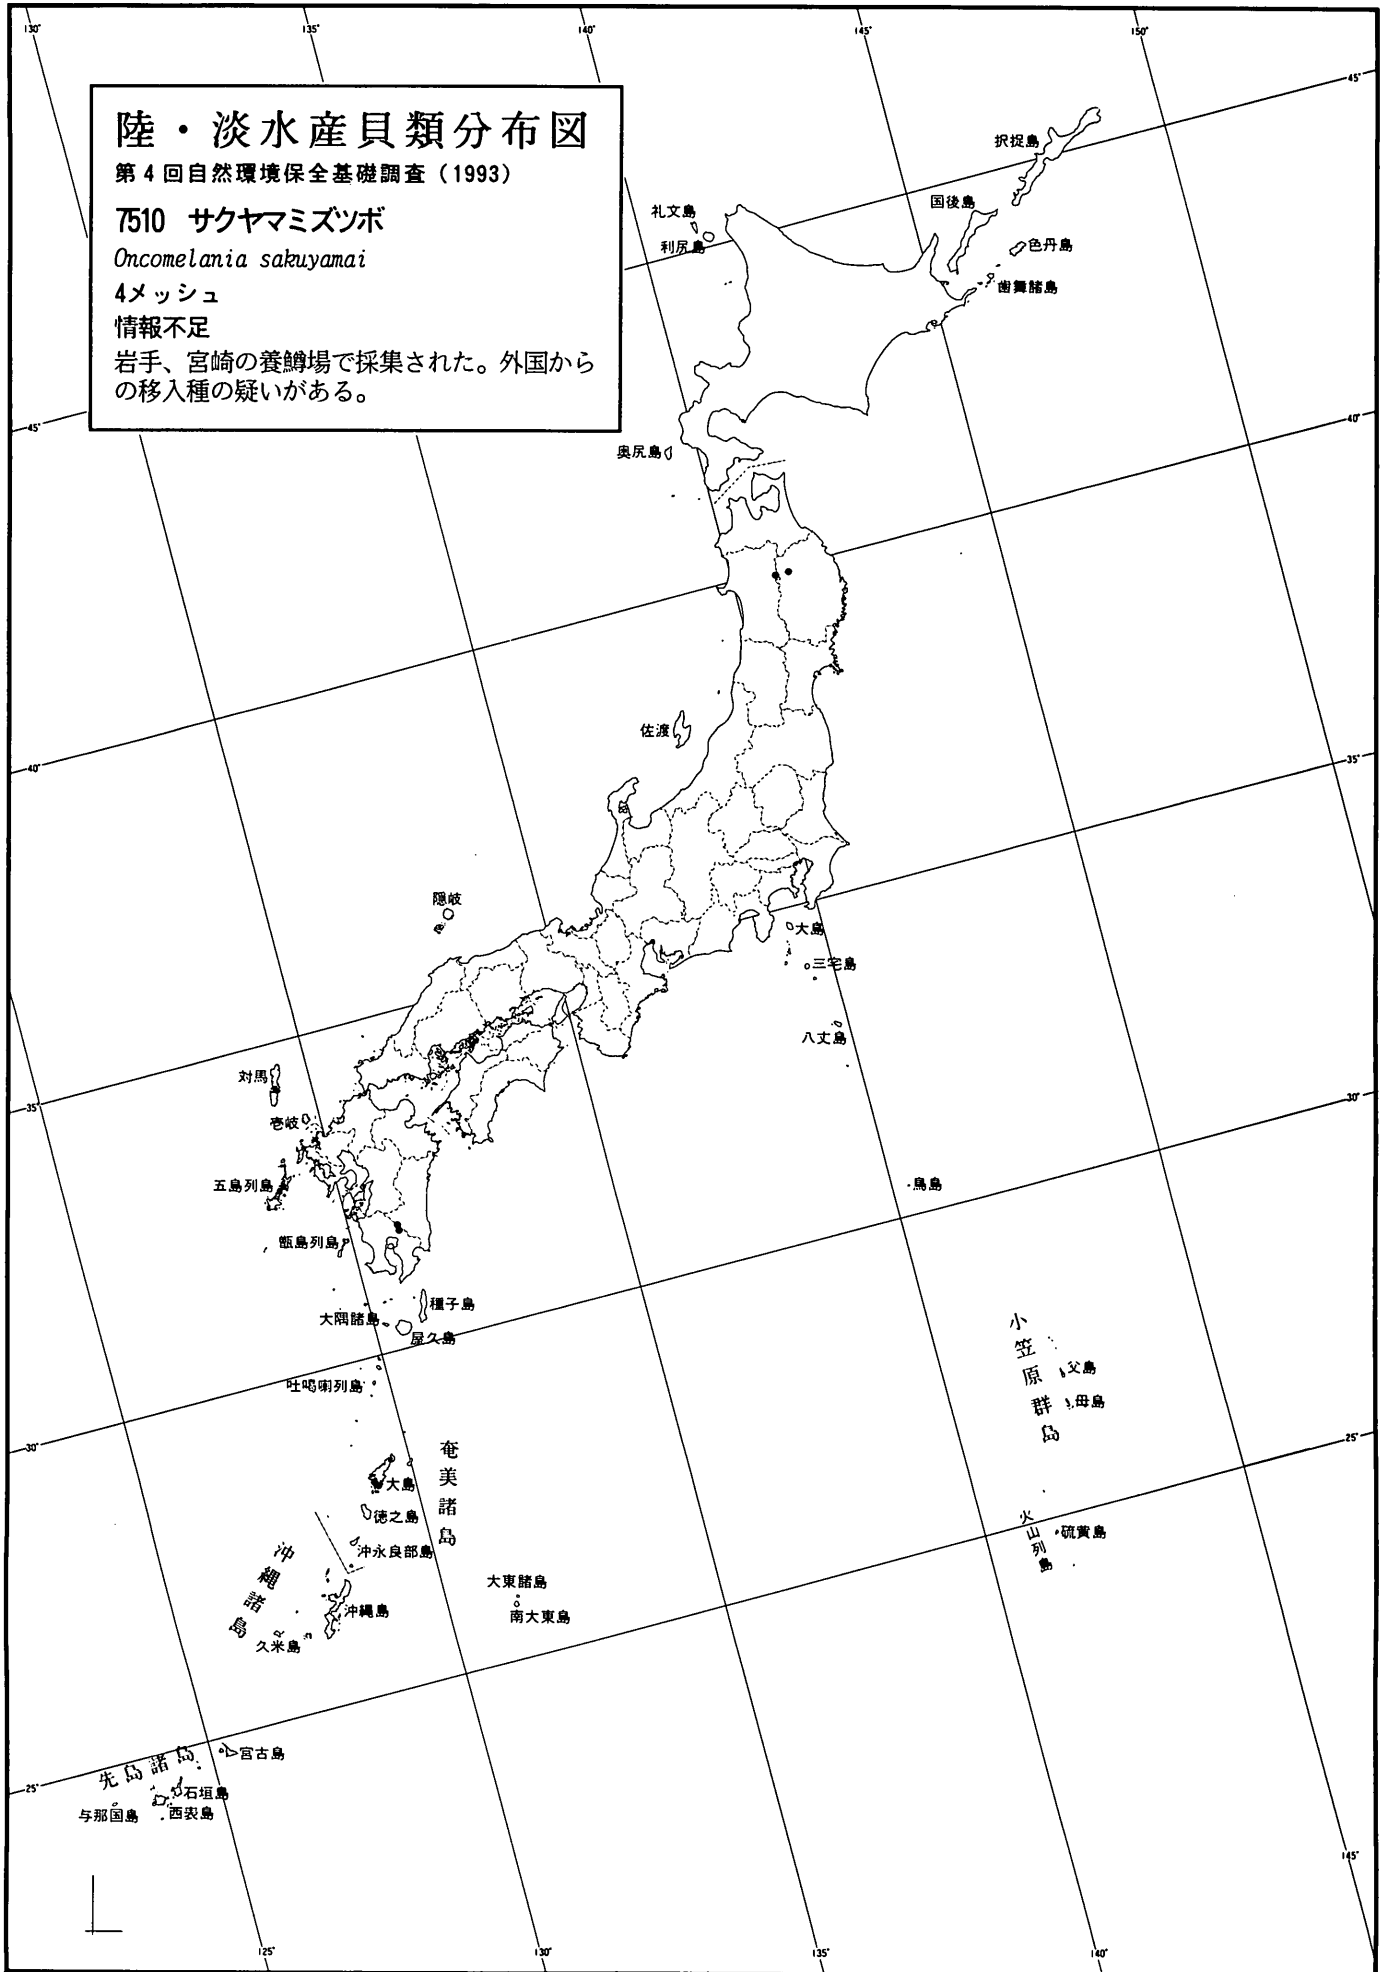 130°
135°
140°
145°
150°
45°
陸・淡水産貝類分布図
第4回自然環境保全基礎調査（1993）
7510 サクヤマミズツボ
Oncomelania sakuyamai
4メッシュ
情報不足
岩手、宮崎の養鱒場で採集された。外国から
の移入種の疑いがある。
択捉島
国後島
色丹島
歯舞諸島
礼文島
利尻島
45°
40°
奥尻島
佐渡
40°
35°
隠岐
大島
三宅島
八丈島
対馬
壱岐
35°
30°
五島列島
甑島列島
鳥島
種子島
大隅諸島
屋久島
吐噶喇列島
小笠原群島
父島
母島
30°
25°
奄美諸島
大島
徳之島
沖永良部島
沖縄諸島
沖縄島
久米島
大東諸島
南大東島
火山列島
硫黄島
先島諸島
宮古島
石垣島
西表島
与那国島
25°
145°
125°
130°
135°
140°